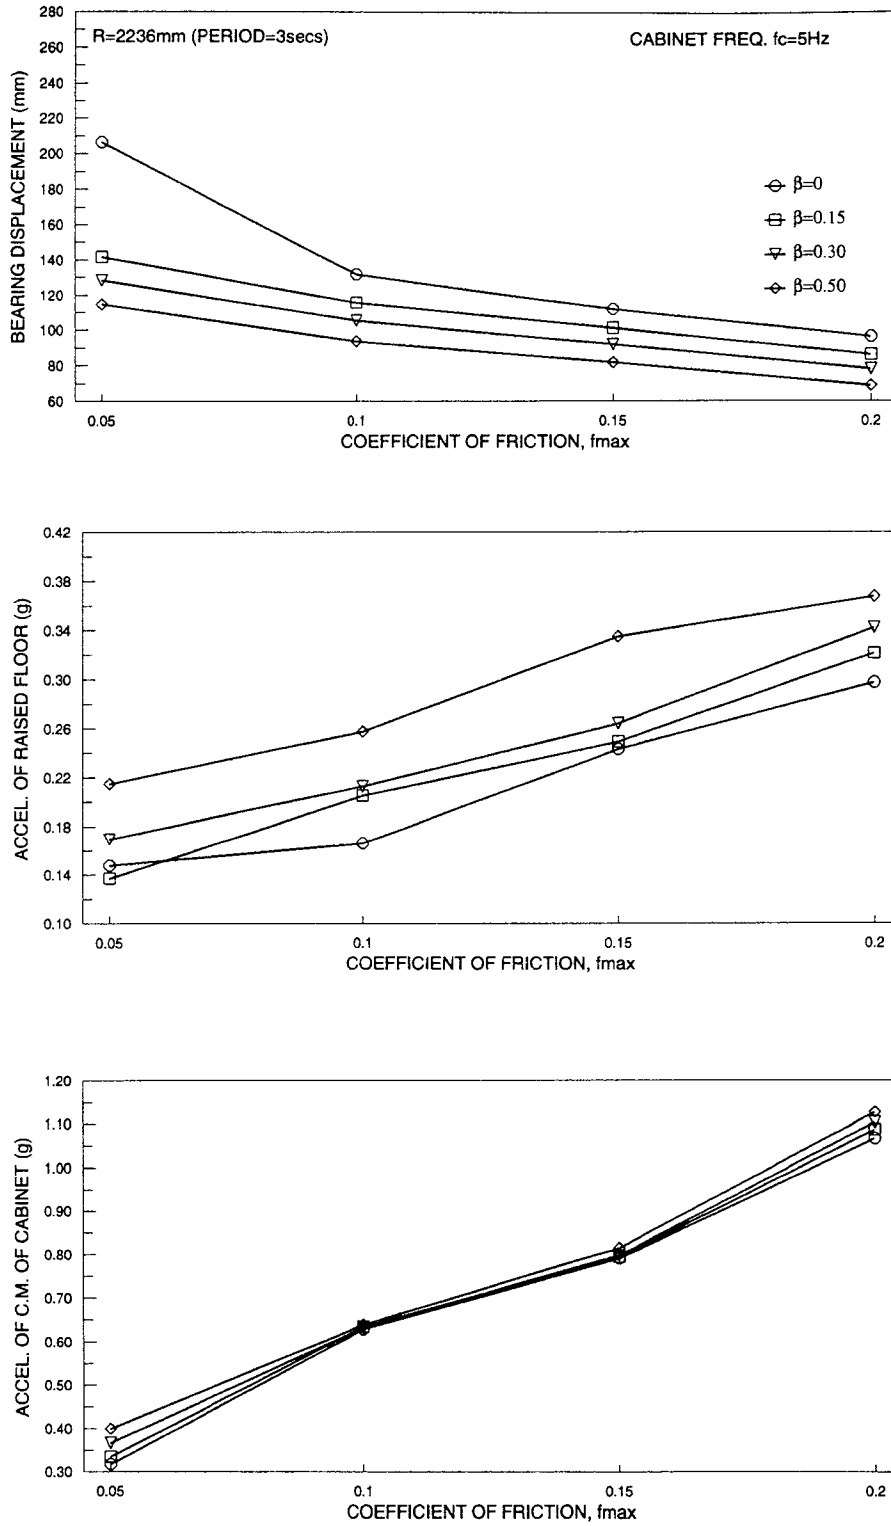 280
260
240
220
200
180
160
140
120
100
80
60
BEARING DISPLACEMENT (mm)
R=2236mm (PERIOD=3secs)
CABINET FREQ. fc=5Hz
β=0
β=0.15
β=0.30
β=0.50
0.05 0.1 0.15 0.2
COEFFICIENT OF FRICTION, fmax
0.42
0.38
0.34
0.30
0.26
0.22
0.18
0.14
0.10
ACCEL. OF RAISED FLOOR (g)
0.05 0.1 0.15 0.2
COEFFICIENT OF FRICTION, fmax
1.20
1.10
1.00
0.90
0.80
0.70
0.60
0.50
0.40
0.30
ACCEL. OF C.M. OF CABINET (g)
0.05 0.1 0.15 0.2
COEFFICIENT OF FRICTION, fmax